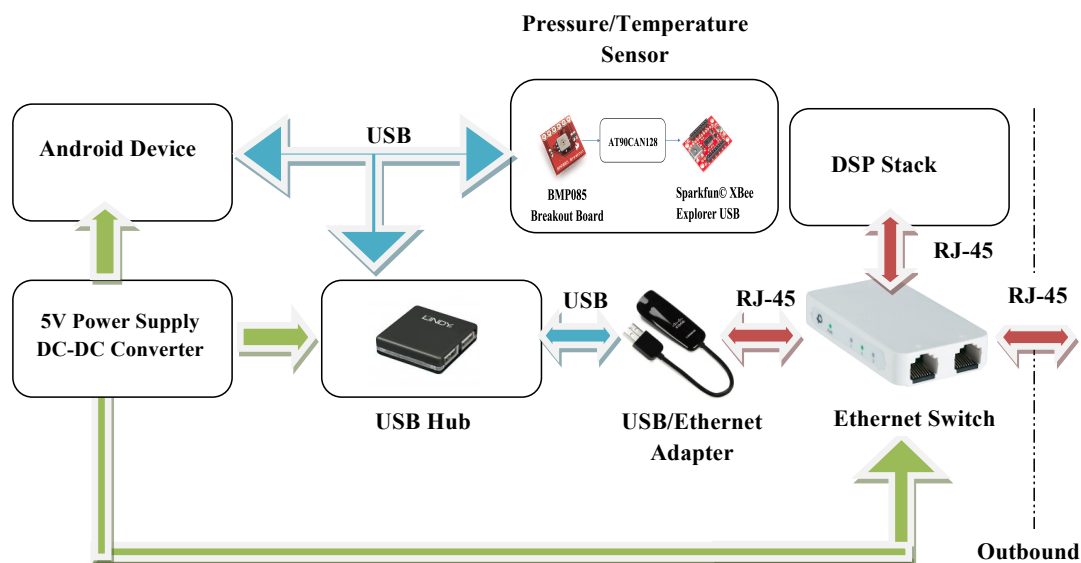 Pressure/Temperature
Sensor
Android Device
USB
AT90CAN128
BMP085
Breakout Board
Sparkfun© XBee
Explorer USB
DSP Stack
RJ-45
5V Power Supply
DC-DC Converter
LINDY
USB Hub
USB
USB/Ethernet
Adapter
RJ-45
Ethernet Switch
RJ-45
Outbound